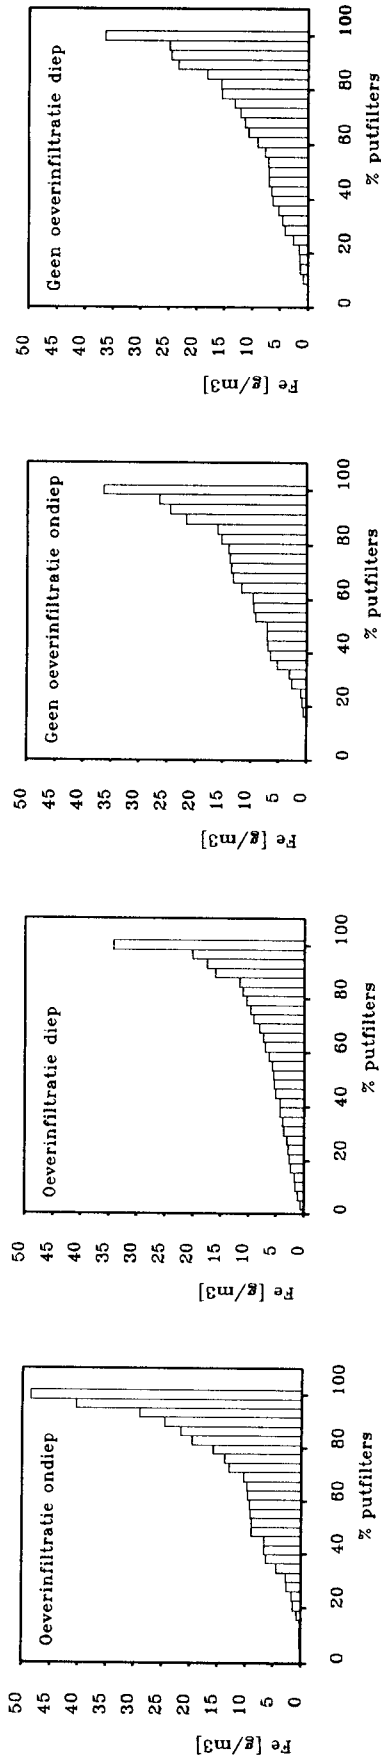 Oeverinfiltratie ondiep
50
45
40
35
30
25
20
15
10
5
0
Fe [g/m3]
0 20 40 60 80 100
% putfilters
Oeverinfiltratie diep
50
45
40
35
30
25
20
15
10
5
0
Fe [g/m3]
0 20 40 60 80 100
% putfilters
Geen oeverinfiltratie ondiep
50
45
40
35
30
25
20
15
10
5
0
Fe [g/m3]
0 20 40 60 80 100
% putfilters
Geen oeverinfiltratie diep
50
45
40
35
30
25
20
15
10
5
0
Fe [g/m3]
0 20 40 60 80 100
% putfilters